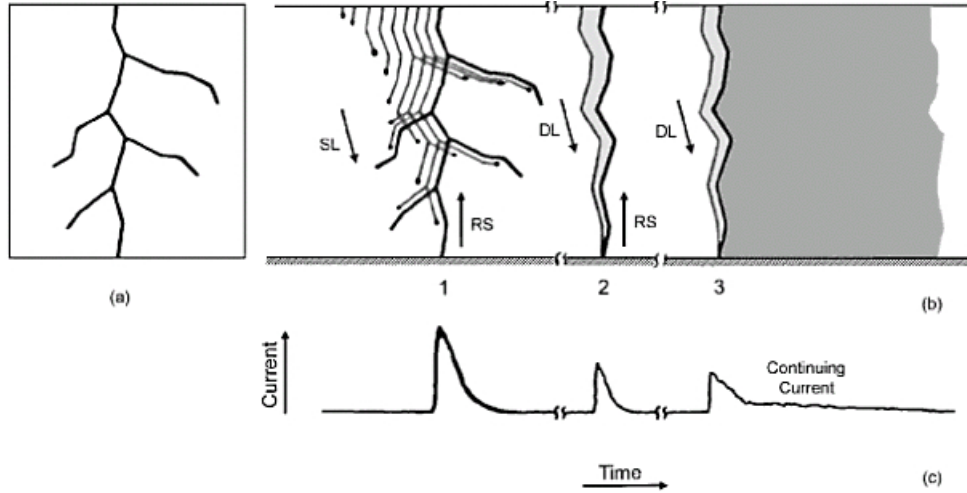 SL
RS
DL
RS
DL
1
2
3
(a)
(b)
Current
Continuing
Current
Time
(c)